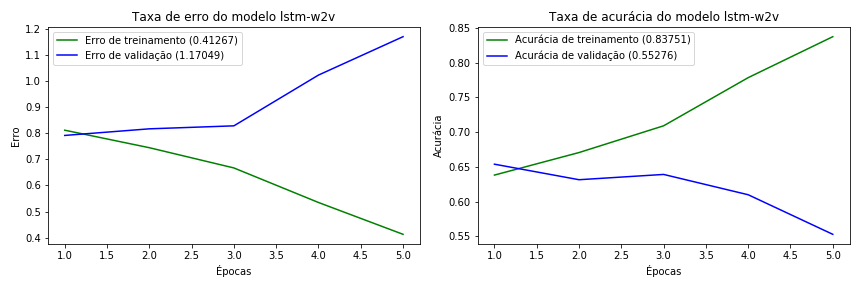 Taxa de erro do modelo lstm-w2v
Erro de treinamento (0.41267)
Erro de validação (1.17049)
1.2
1.1
1.0
0.9
0.8
0.7
0.6
0.5
0.4
Erro
1.0 1.5 2.0 2.5 3.0 3.5 4.0 4.5 5.0
Épocas
Taxa de acurácia do modelo lstm-w2v
Acurácia de treinamento (0.83751)
Acurácia de validação (0.55276)
0.85
0.80
0.75
0.70
0.65
0.60
0.55
Acurácia
1.0 1.5 2.0 2.5 3.0 3.5 4.0 4.5 5.0
Épocas